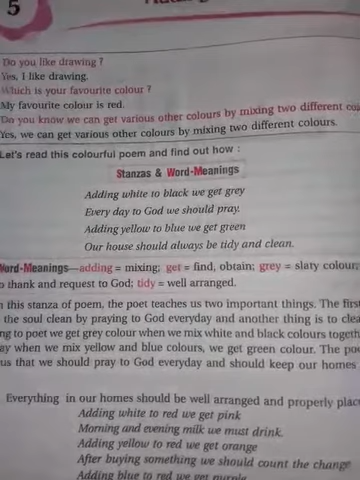 5
Do you like drawing ?
Yes, I like drawing.
Which is your favourite colour ?
My favourite colour is red.
Do you know we can get various other colours by mixing two different
Yes, we can get various other colours by mixing two different colours.
Let's read this colourful poem and find out how :
Stanzas & Word-Meanings
Adding white to black we get grey
Every day to God we should pray.
Adding yellow to blue we get green
Our house should always be tidy and clean.
Word-Meanings—adding = mixing; get = find, obtain; grey = slaty colour;
thank and request to God; tidy = well arranged.
this stanza of poem, the poet teaches us two important things. The first
the soul clean by praying to God everyday and another thing is to
to poet we get grey colour when we mix white and black colours
when we mix yellow and blue colours, we get green colour. The
us that we should pray to God everyday and should keep our homes
Everything in our homes should be well arranged and properly
Adding white to red we get pink
Morning and evening milk we must drink.
Adding yellow to red we get orange
After buying something we should count the change
Adding blue to red we get purple